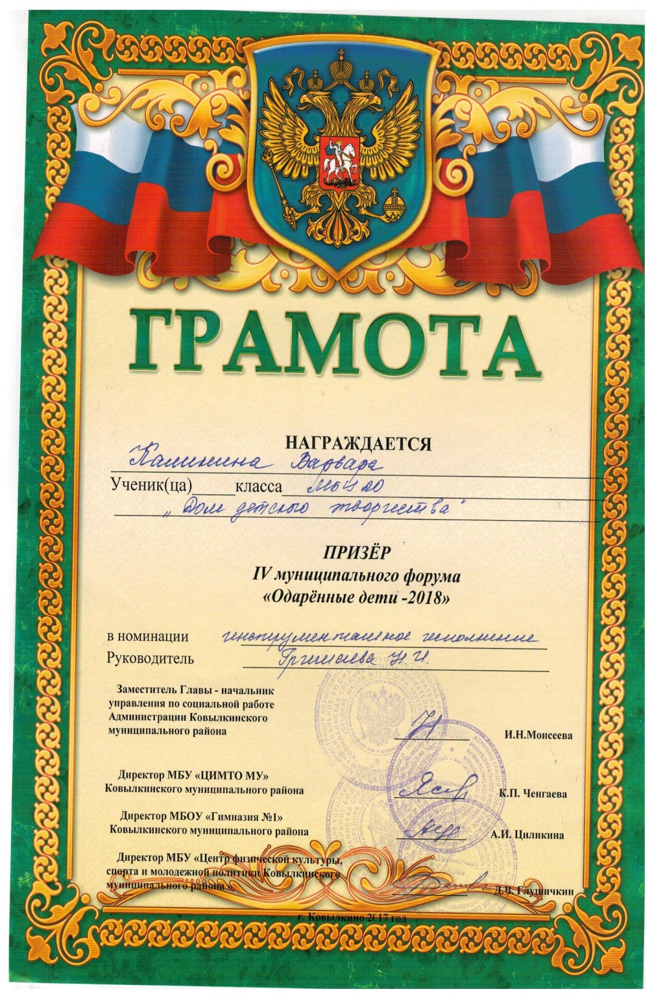 ГРАМОТА
НАГРАЖДАЕТСЯ
Калинина Варвара
Ученик(ца)______класса МБУ ДО
„Дом детского творчества"
ПРИЗЁР
IV муниципального форума
«Одарённые дети -2018»
в номинации инструментальное исполнение
Руководитель
Заместитель Главы - начальник
управления по социальной работе
Администрации Ковылкинского
муниципального района И.Н.Моисеева
Директор МБУ «ЦИМТО МУ»
Ковылкинского муниципального района К.П. Ченгаева
Директор МБОУ «Гимназия №1»
Ковылкинского муниципального района А.И. Циликина
Директор МБУ «Центр физической культуры,
спорта и молодежной политики Ковылкинского
муниципального района » Д.В. Глушичкин
г. Ковылкино 2017 год